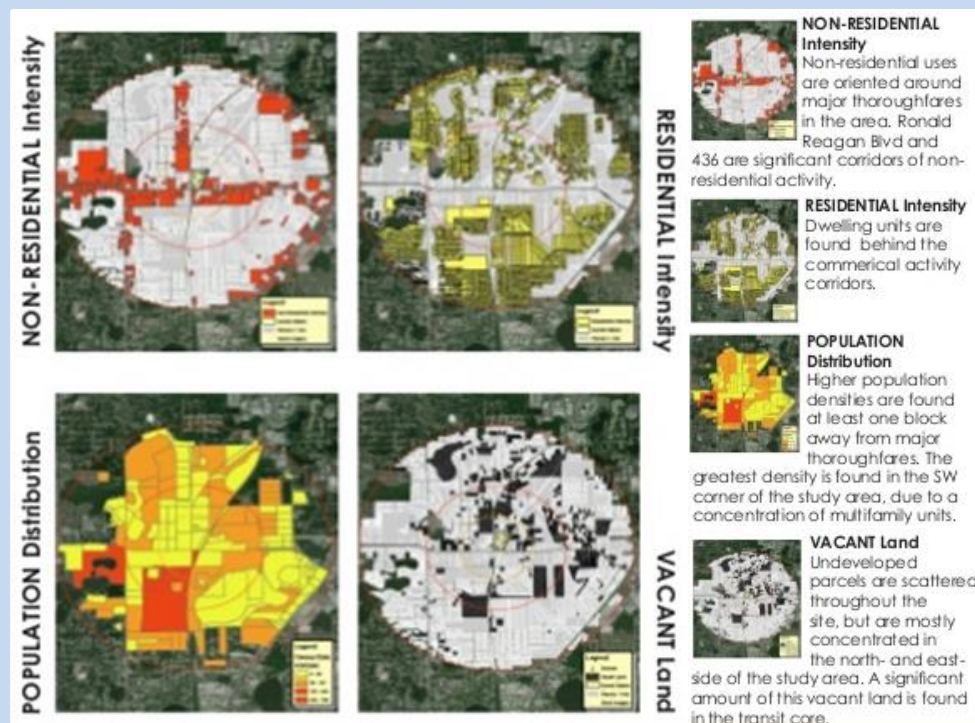 NON-RESIDENTIAL Intensity
RESIDENTIAL Intensity
POPULATION Distribution
VACANT Land
NON-RESIDENTIAL
Intensity
Non-residential uses
are oriented around
major thoroughfares
in the area. Ronald
Reagan Blvd and
436 are significant corridors of non-
residential activity.
RESIDENTIAL Intensity
Dwelling units are
found behind the
commerical activity
corridors.
POPULATION
Distribution
Higher population
densities are found
at least one block
away from major
thoroughfares. The
greatest density is found in the SW
corner of the study area, due to a
concentration of multifamily units.
VACANT Land
Undeveloped
parcels are scattered
throughout the
site, but are mostly
concentrated in
the north- and east-
side of the study area. A significant
amount of this vacant land is found
in the transit core.